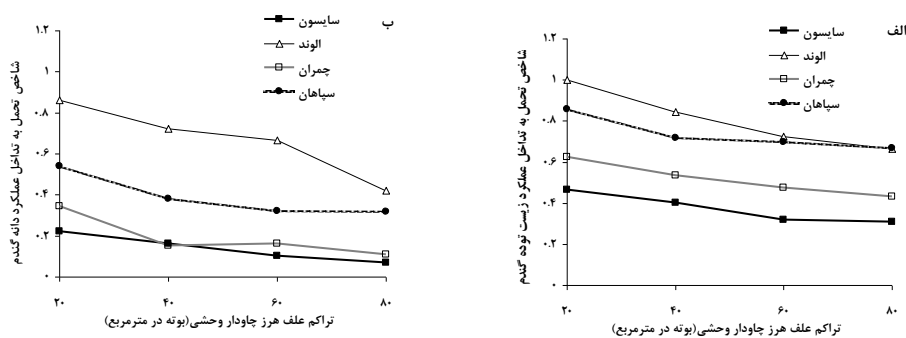 الف
سایسون
الوند
چمران
سپاهان
شاخص تحمل به تداخل عملکرد زیست توده گندم
۱.۲
۱
۰.۸
۰.۶
۰.۴
۰.۲
۰
۲۰ ۴۰ ۶۰ ۸۰
تراکم علف هرز چاودار وحشی(بوته در مترمربع)
ب
سایسون
الوند
چمران
سپاهان
شاخص تحمل به تداخل عملکرد دانه گندم
۱.۲
۱
۰.۸
۰.۶
۰.۴
۰.۲
۰
۲۰ ۴۰ ۶۰ ۸۰
تراکم علف هرز چاودار وحشی(بوته در مترمربع)